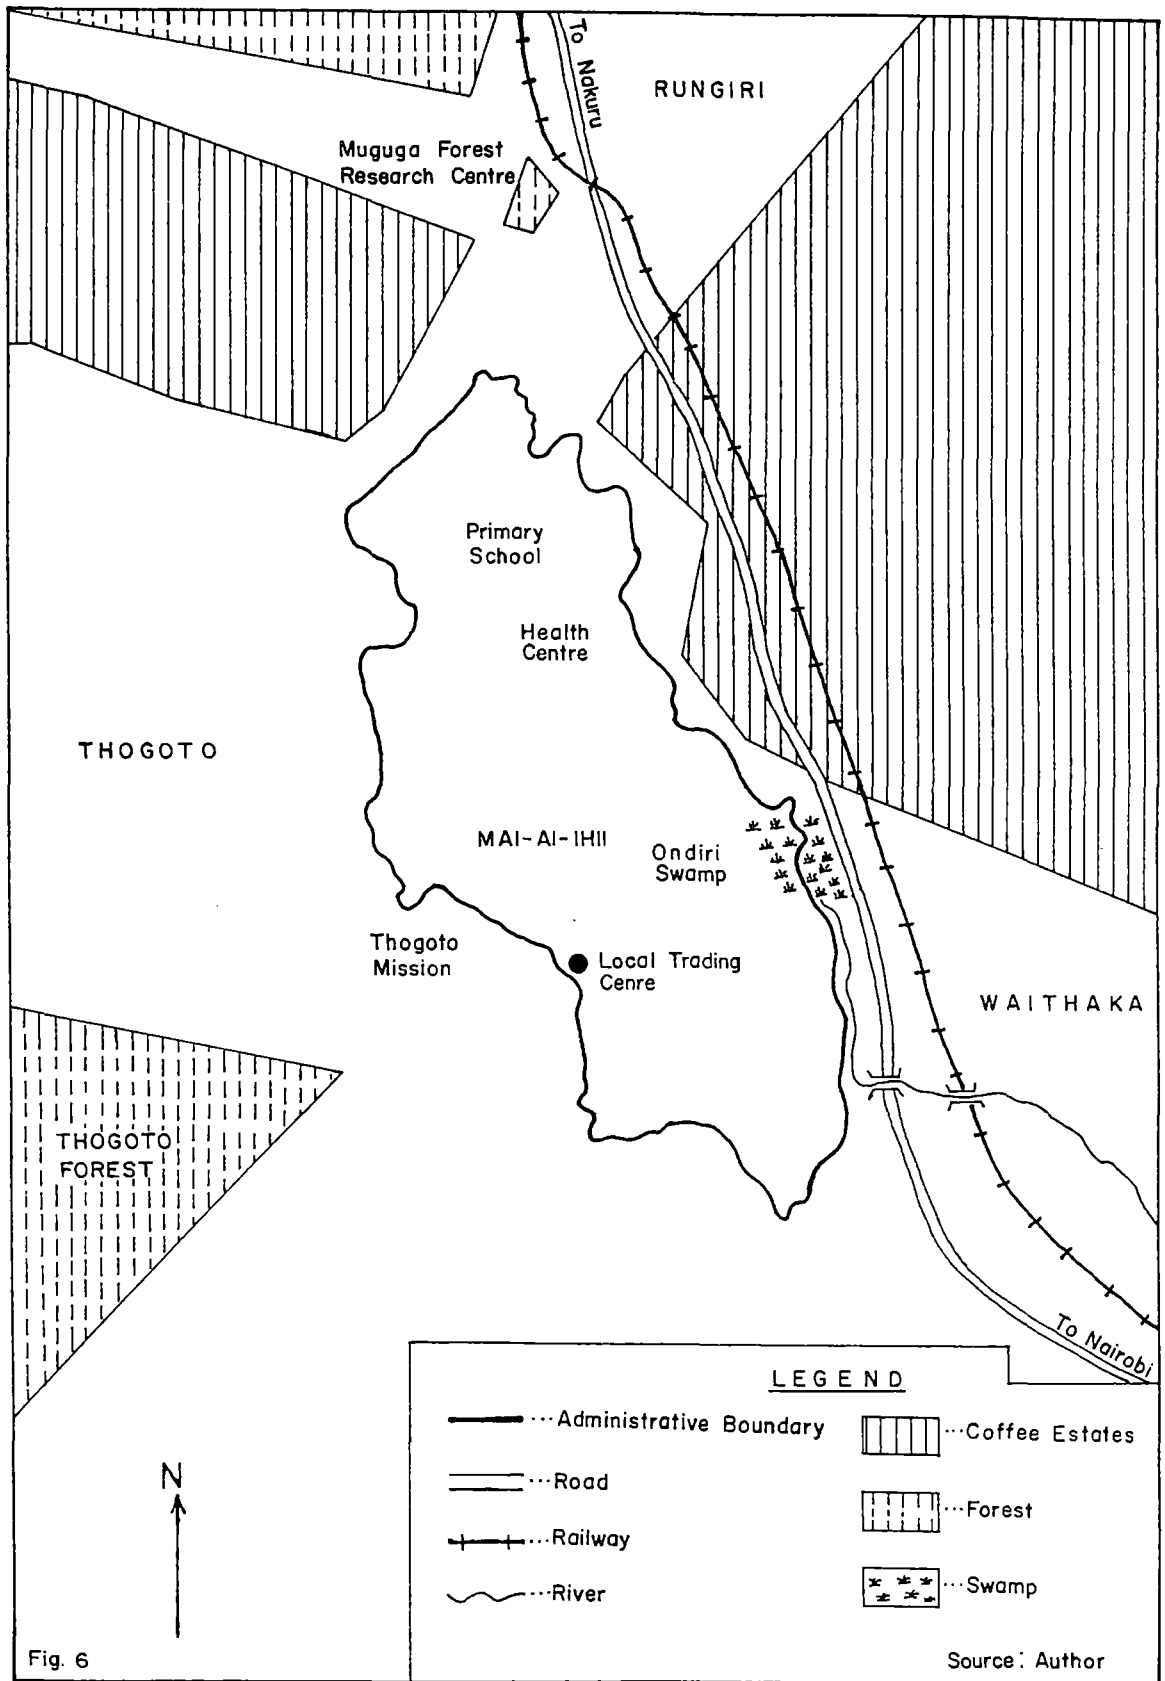 To Nakuru
RUNGIRI
Muguga Forest
Research Centre
Primary
School
Health
Centre
THOGOTO
MAI-AI-IHII
Ondiri
Swamp
Thogoto
Mission
Local Trading
Cenre
WAITHAKA
THOGOTO
FOREST
To Nairobi
LEGEND
...Administrative Boundary
...Coffee Estates
...Road
...Forest
...Railway
...River
...Swamp
N
Fig. 6
Source: Author